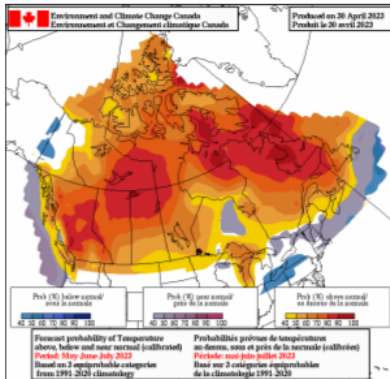 Environment and Climate Change Canada
Environnement et Changement climatique Canada
Produced on 20 April 2023
Produit le 20 avril 2023
Prob (%) below normal/
sous la normale
Prob (%) near normal/
près de la normale
Prob (%) above normal/
au-dessus de la normale
40 50 60 70 80 90 100
40 50 60 70 80 90 100
40 50 60 70 80 90 100
Forecast probability of Temperature
above, below and near normal (calibrated)
Period: May June July 2023
Based on 3 equiprobable categories
from 1991-2020 climatology
Probabilités prévues de températures
au-dessus, sous et près de la normale (calibrées)
Période: mai juin juillet 2023
Basé sur 3 catégories équiprobables
de la climatologie 1991-2020